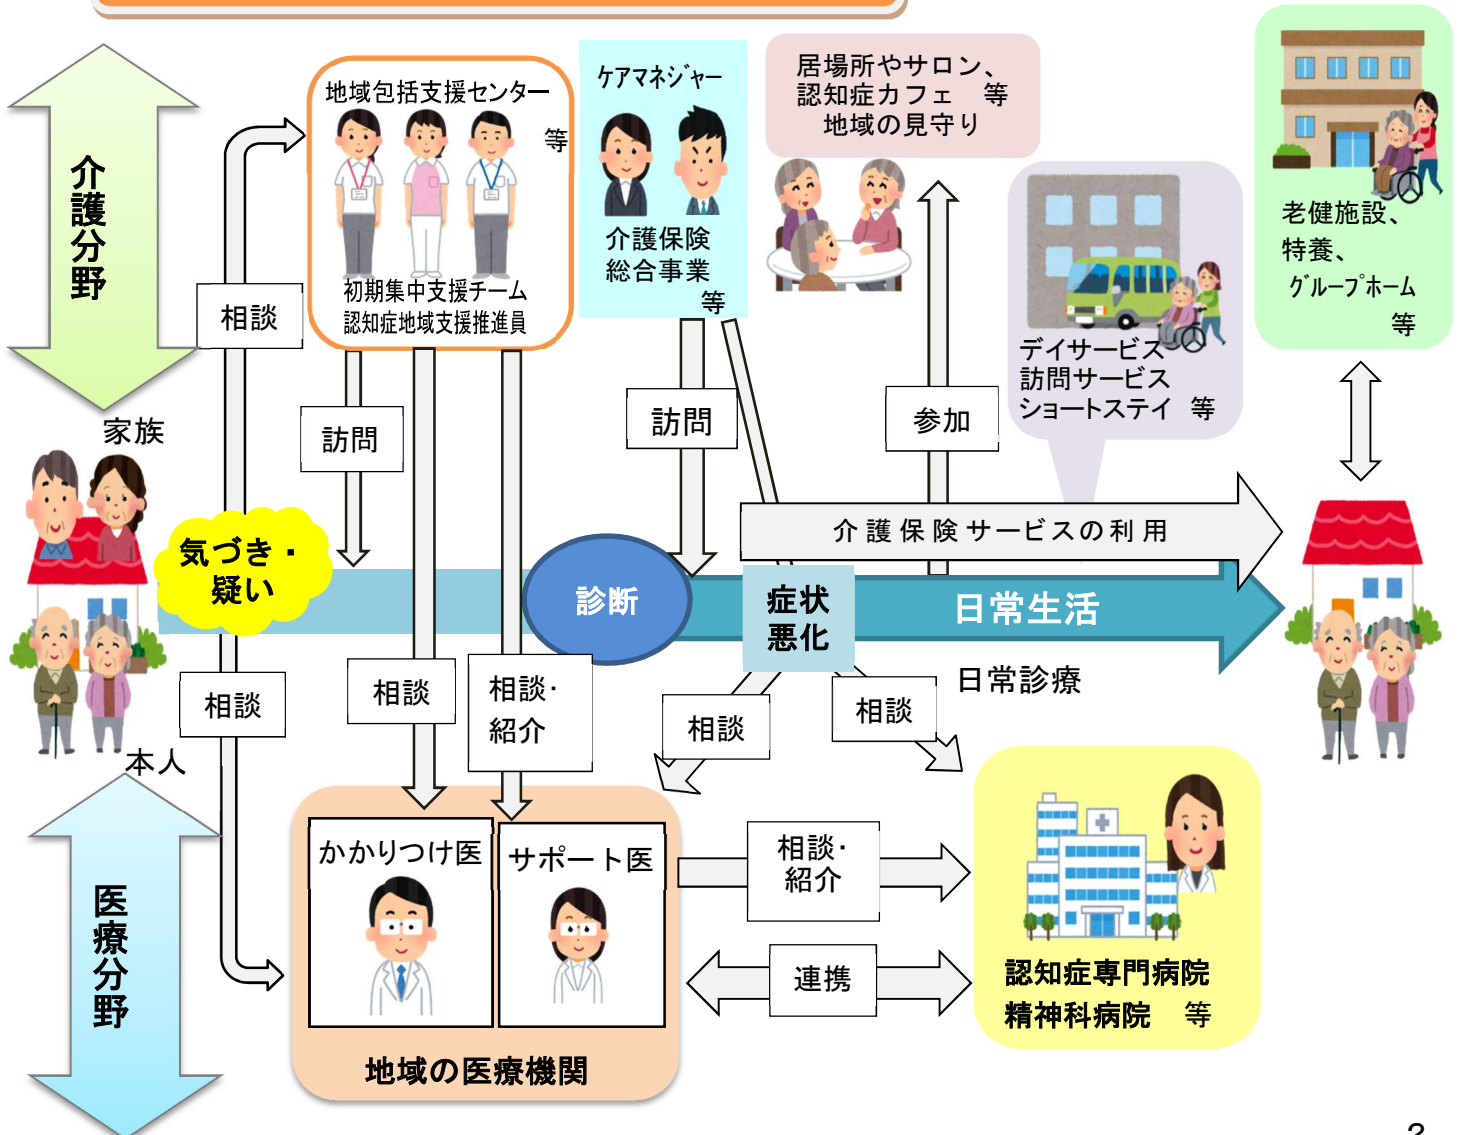 介護分野
地域包括支援センター
等
初期集中支援チーム
認知症地域支援推進員
ケアマネジャー
介護保険
総合事業
等
居場所やサロン、
認知症カフェ 等
地域の見守り
デイサービス
訪問サービス
ショートステイ 等
老健施設、
特養、
グループホーム
等
相談
訪問
訪問
参加
家族
気づき・
疑い
診断
症状
悪化
介護保険サービスの利用
日常生活
日常診療
本人
相談
相談
相談・
紹介
相談
相談
医療分野
かかりつけ医
サポート医
地域の医療機関
相談・
紹介
連携
認知症専門病院
精神科病院 等